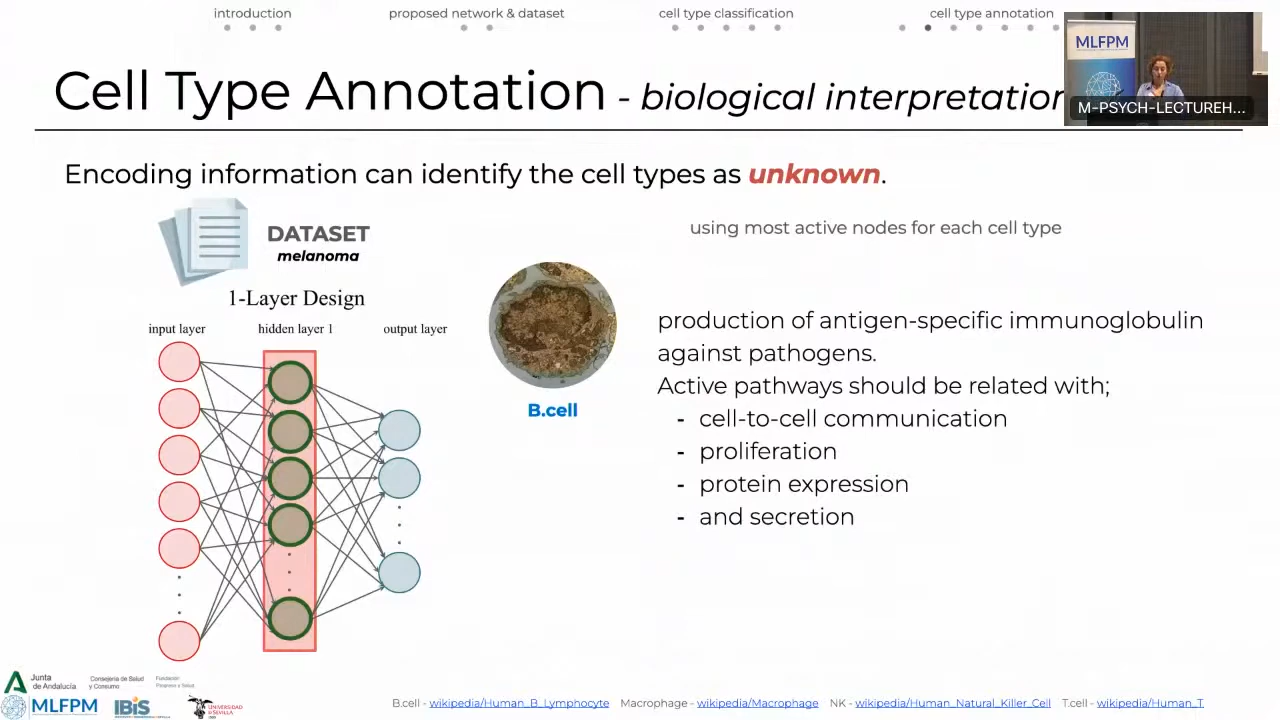 introduction
proposed network & dataset
cell type classification
cell type annotation
MLFPM
M-PSYCH-LECTUREH...
Cell Type Annotation - biological interpretation
Encoding information can identify the cell types as unknown.
DATASET
melanoma
using most active nodes for each cell type
1-Layer Design
input layer
hidden layer 1
output layer
B.cell
production of antigen-specific immunoglobulin
against pathogens.
Active pathways should be related with;
- cell-to-cell communication
- proliferation
- protein expression
- and secretion
Junta
de Andalucía
Consejería de Salud
y Consumo
Fundación
Progreso y Salud
MLFPM
IBiS
UNIVERSIDAD
DE SEVILLA
B.cell - wikipedia/Human_B_Lymphocyte Macrophage - wikipedia/Macrophage NK - wikipedia/Human_Natural_Killer_Cell T.cell - wikipedia/Human_T.